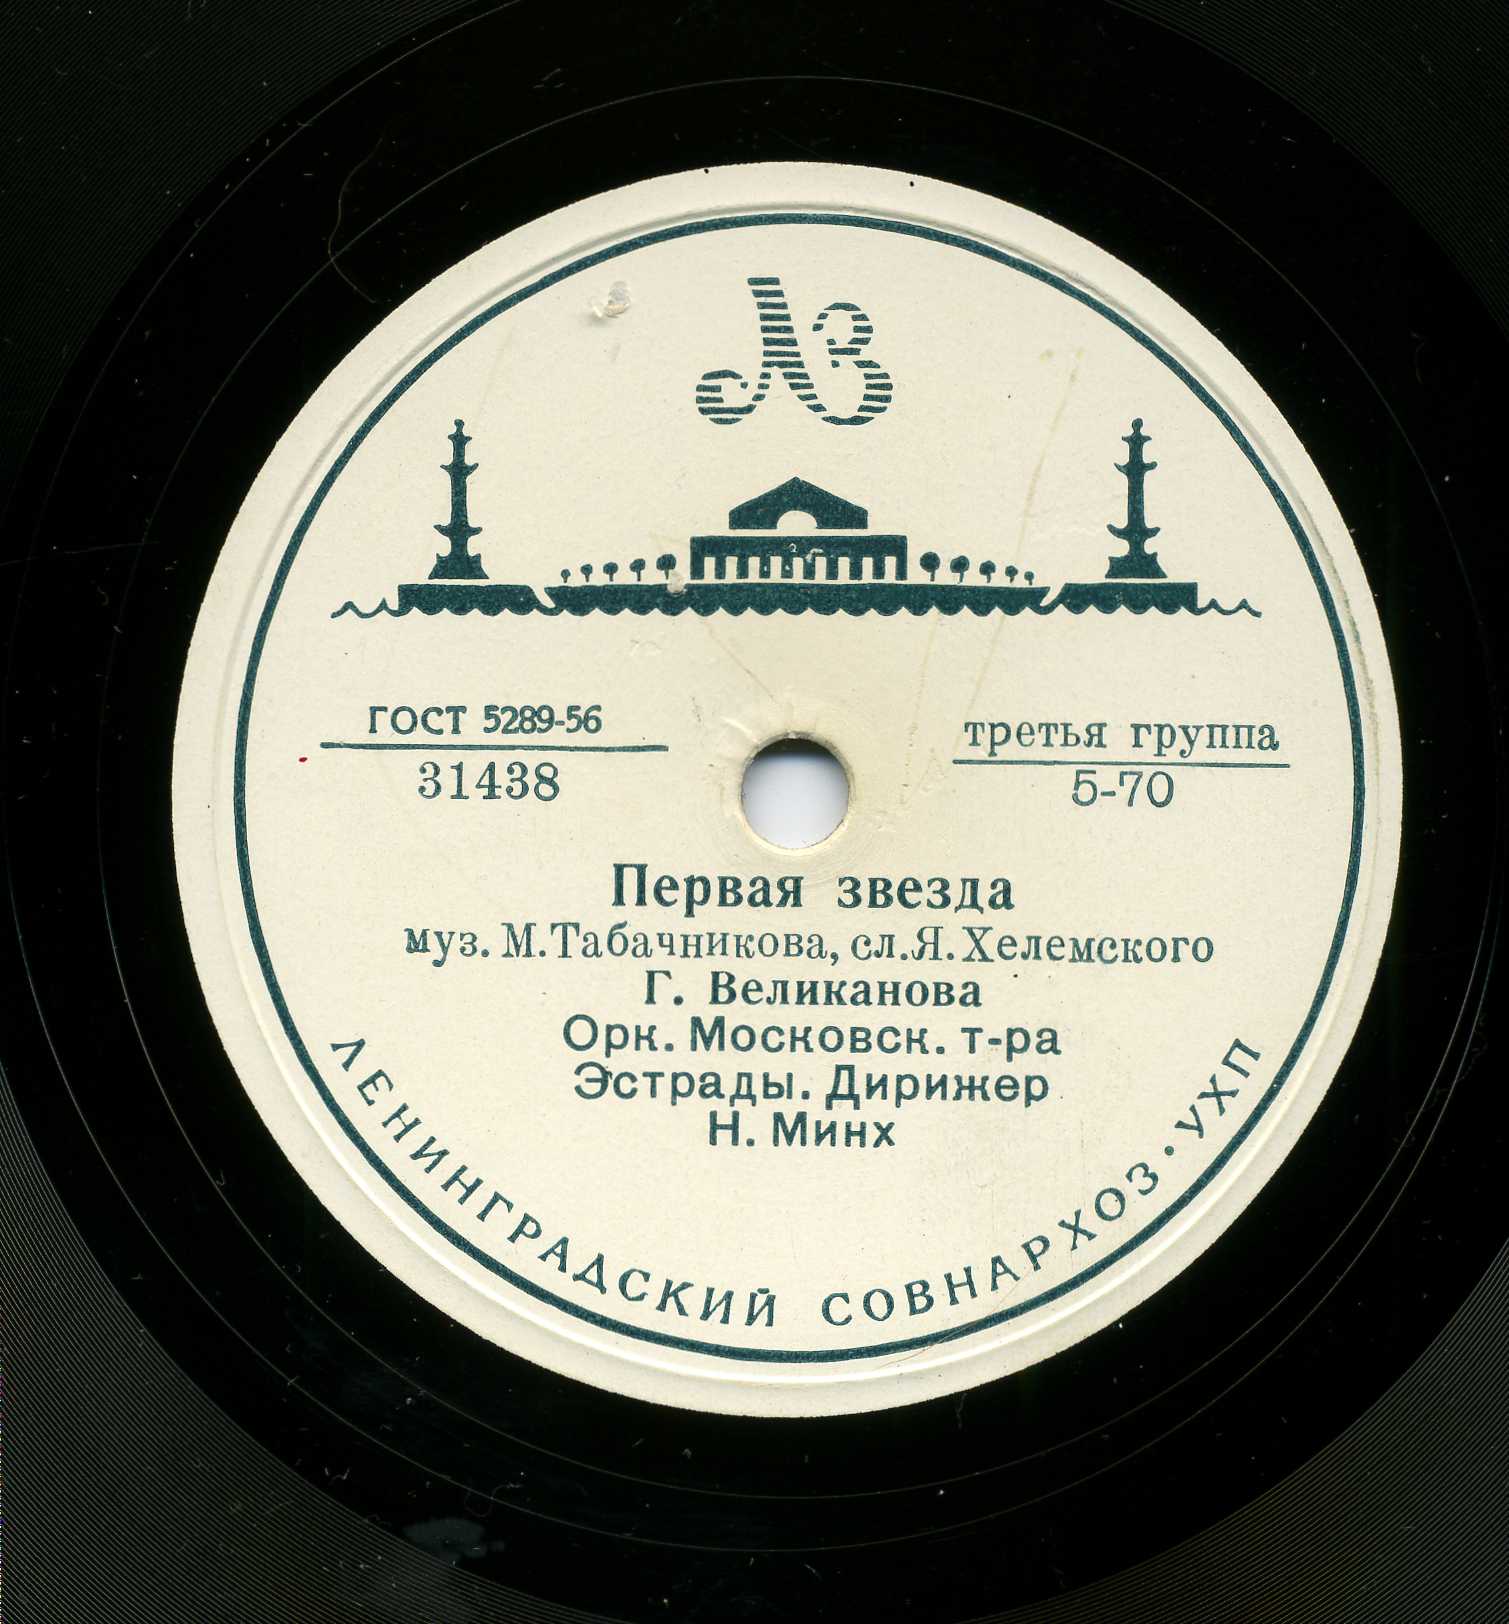 ЛЗ
ГОСТ 5289-56
31438
третья группа
5-70
Первая звезда
муз. М. Табачникова, сл. Я. Хелемского
Г. Великанова
Орк. Московск. т-ра
Эстрады. Дирижер
Н. Минх
ЛЕНИНГРАДСКИЙ СОВНАРХОЗ · УХП